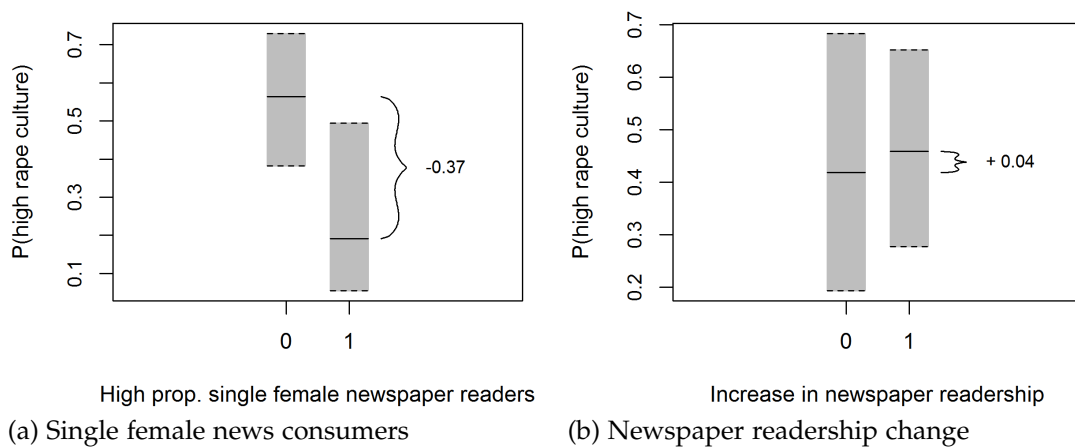 P(high rape culture)
0.7
0.5
0.3
0.1
-0.37
0 1
High prop. single female newspaper readers
(a) Single female news consumers
P(high rape culture)
0.7
0.6
0.5
0.4
0.3
0.2
+ 0.04
0 1
Increase in newspaper readership
(b) Newspaper readership change